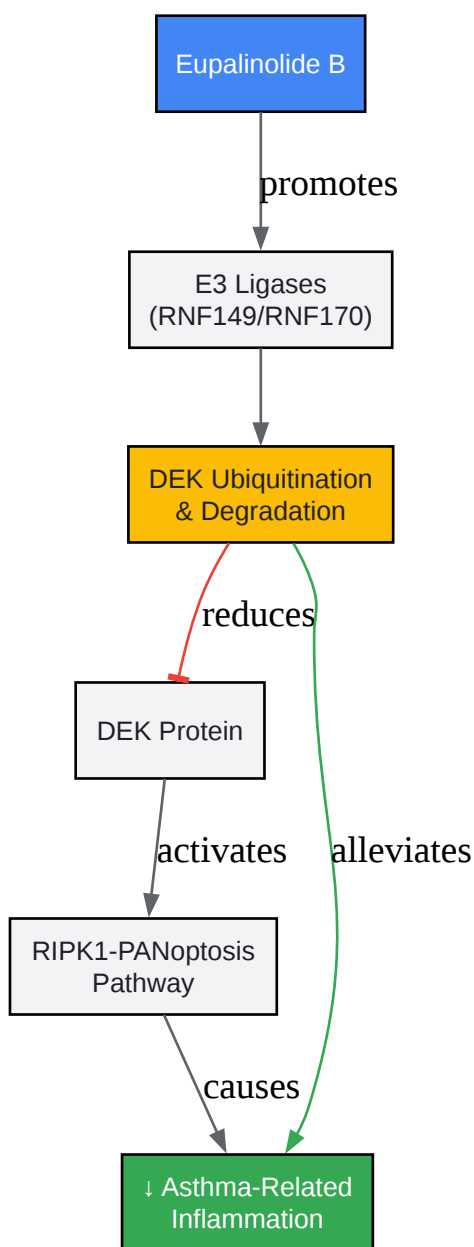 Eupalinolide B
promotes
E3 Ligases
(RNF149/RNF170)
DEK Ubiquitination
& Degradation
reduces
DEK Protein
activates
alleviates
RIPK1-PANoptosis
Pathway
causes
↓ Asthma-Related
Inflammation